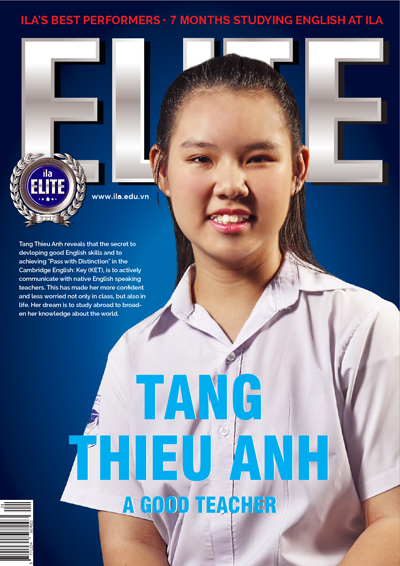 ILA'S BEST PERFORMERS • 7 MONTHS STUDYING ENGLISH AT ILA
ELITE
ila
ELITE
www.ila.edu.vn
Tang Thieu Anh reveals that the secret to
devloping good English skills and to
achieving "Pass with Distinction" in the
Cambridge English: Key (KET), is to actively
communicate with native English speaking
teachers. This has made her more confident
and less worried not only in class, but also in
life. Her dream is to study abroad to broad-
en her knowledge about the world.
TANG
THIEU ANH
A GOOD TEACHER